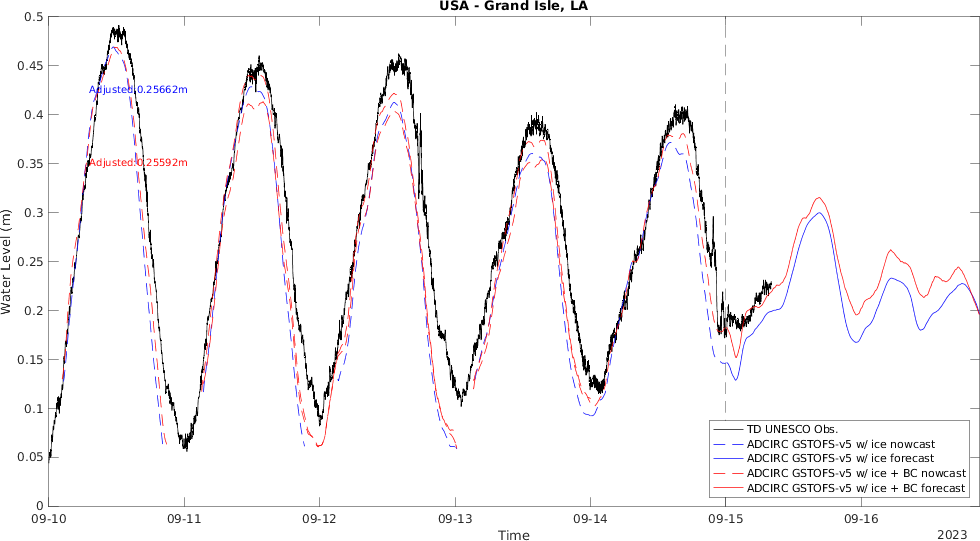 USA - Grand Isle, LA
0.5
0.45
0.4
0.35
0.3
0.25
0.2
0.15
0.1
0.05
0
Water Level (m)
Adjusted:0.25662m
Adjusted:0.25592m
TD UNESCO Obs.
ADCIRC GSTOFS-v5 w/ ice nowcast
ADCIRC GSTOFS-v5 w/ ice forecast
ADCIRC GSTOFS-v5 w/ ice + BC nowcast
ADCIRC GSTOFS-v5 w/ ice + BC forecast
09-10 09-11 09-12 09-13 09-14 09-15 09-16
Time
2023